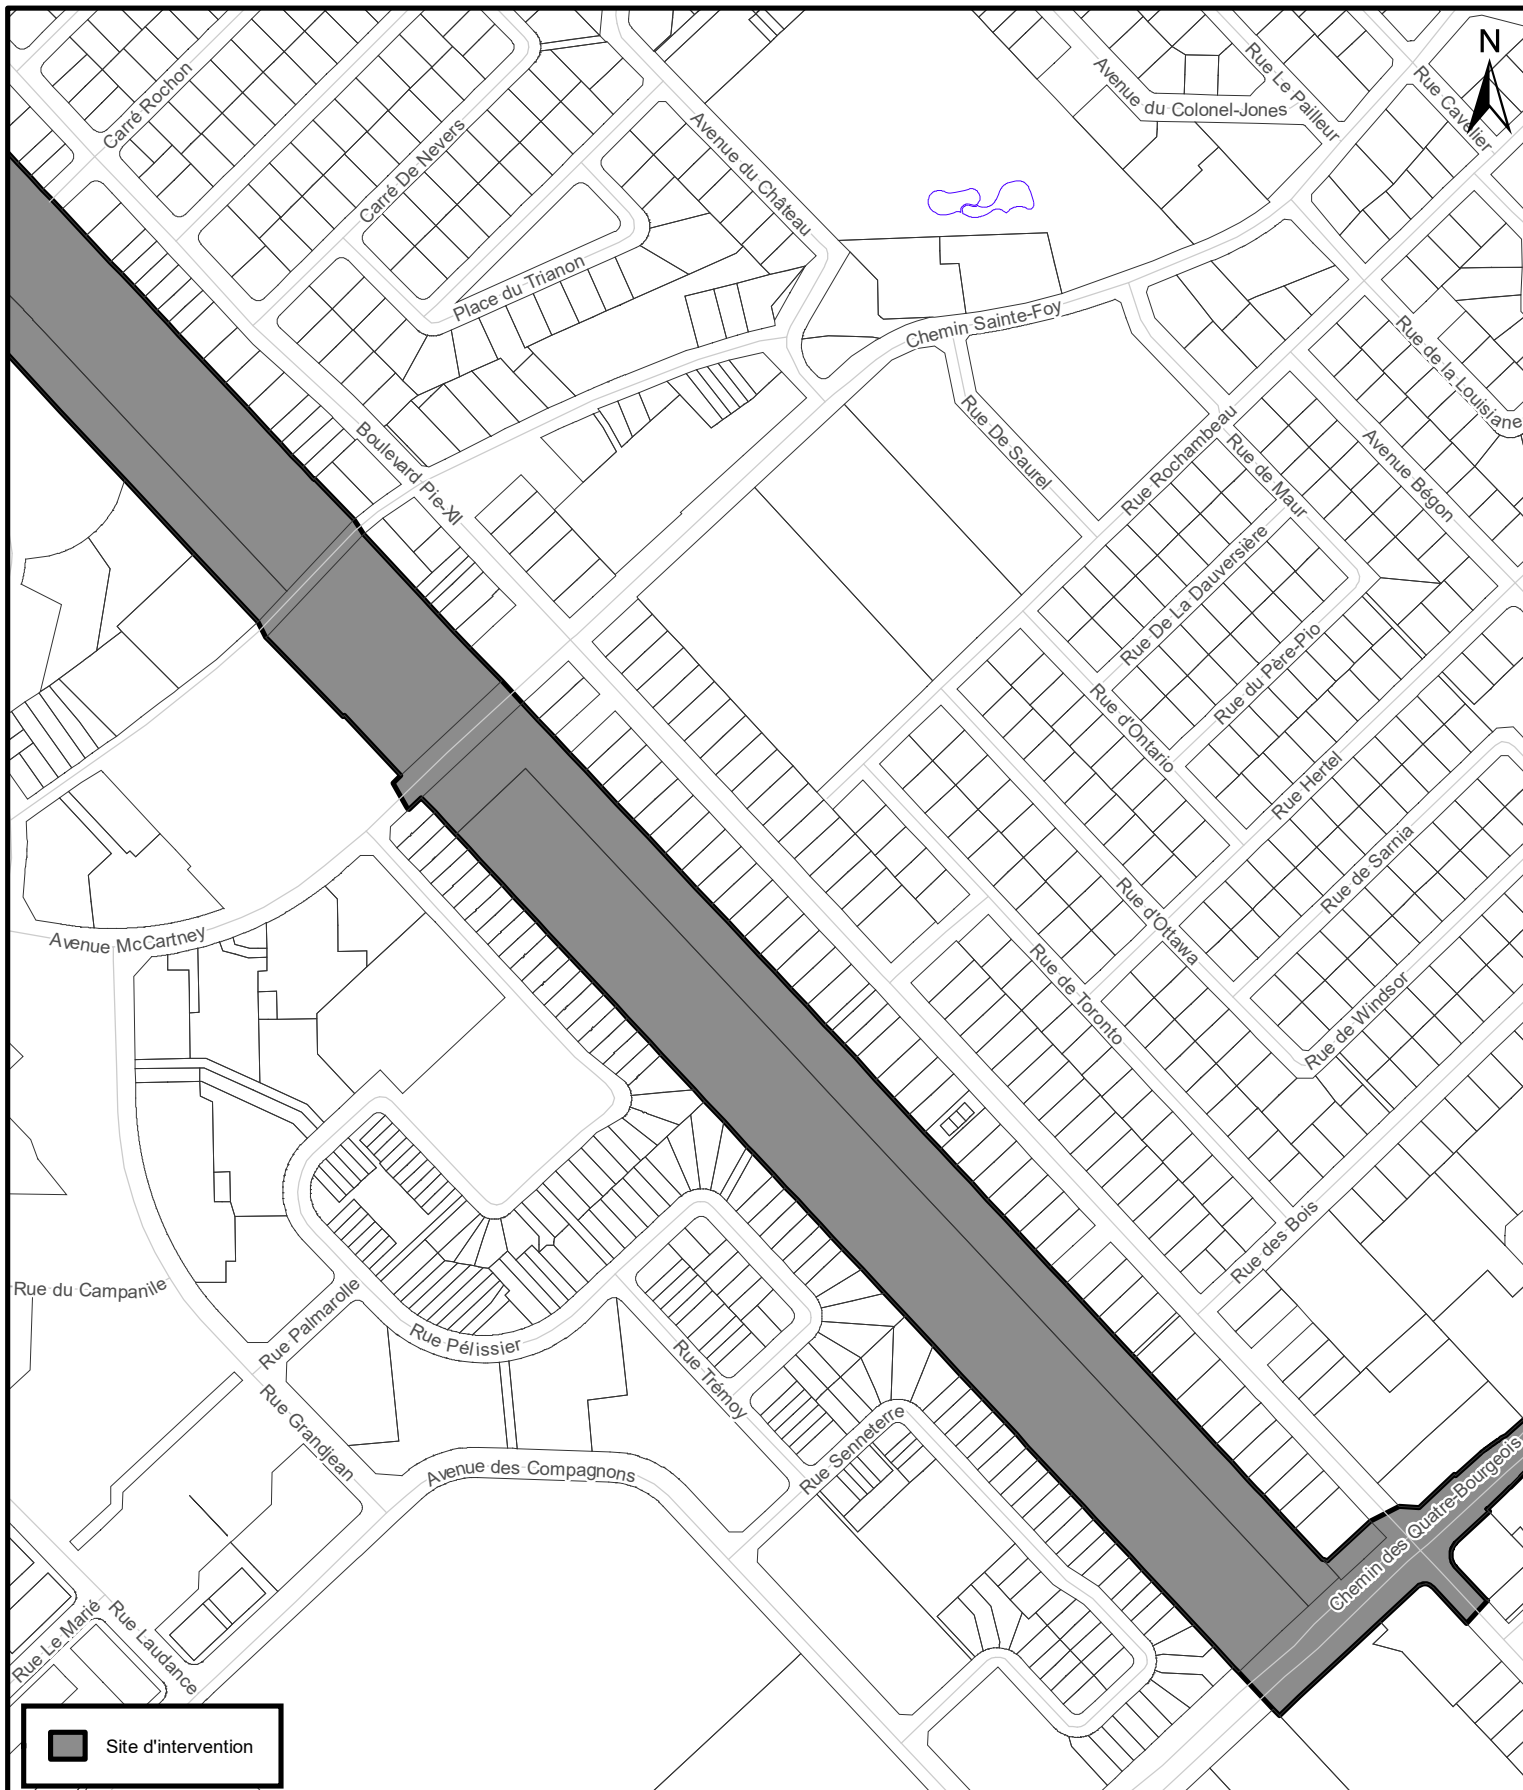 N
Carré Rochon
Carré De Nevers
Avenue du Château
Avenue du Colonel-Jones
Rue Le Pailleur
Rue Cavelier
Place du Trianon
Chemin Sainte-Foy
Rue de la Louisiane
Boulevard Pie-XII
Rue De Saurel
Rue Rochambeau
Rue de Maur
Avenue Bégon
Rue De La Dauversière
Rue du Père-Pio
Rue d'Ontario
Rue Hertel
Rue de Sarnia
Rue d'Ottawa
Avenue McCartney
Rue de Toronto
Rue de Windsor
Rue des Bois
Rue du Campanile
Rue Palmarolle
Rue Pélissier
Rue Trémoy
Rue Grandjean
Rue Senneterre
Avenue des Compagnons
Chemin des Quatre-Bourgeois
Rue Le Marié
Rue Laudance
Site d'intervention